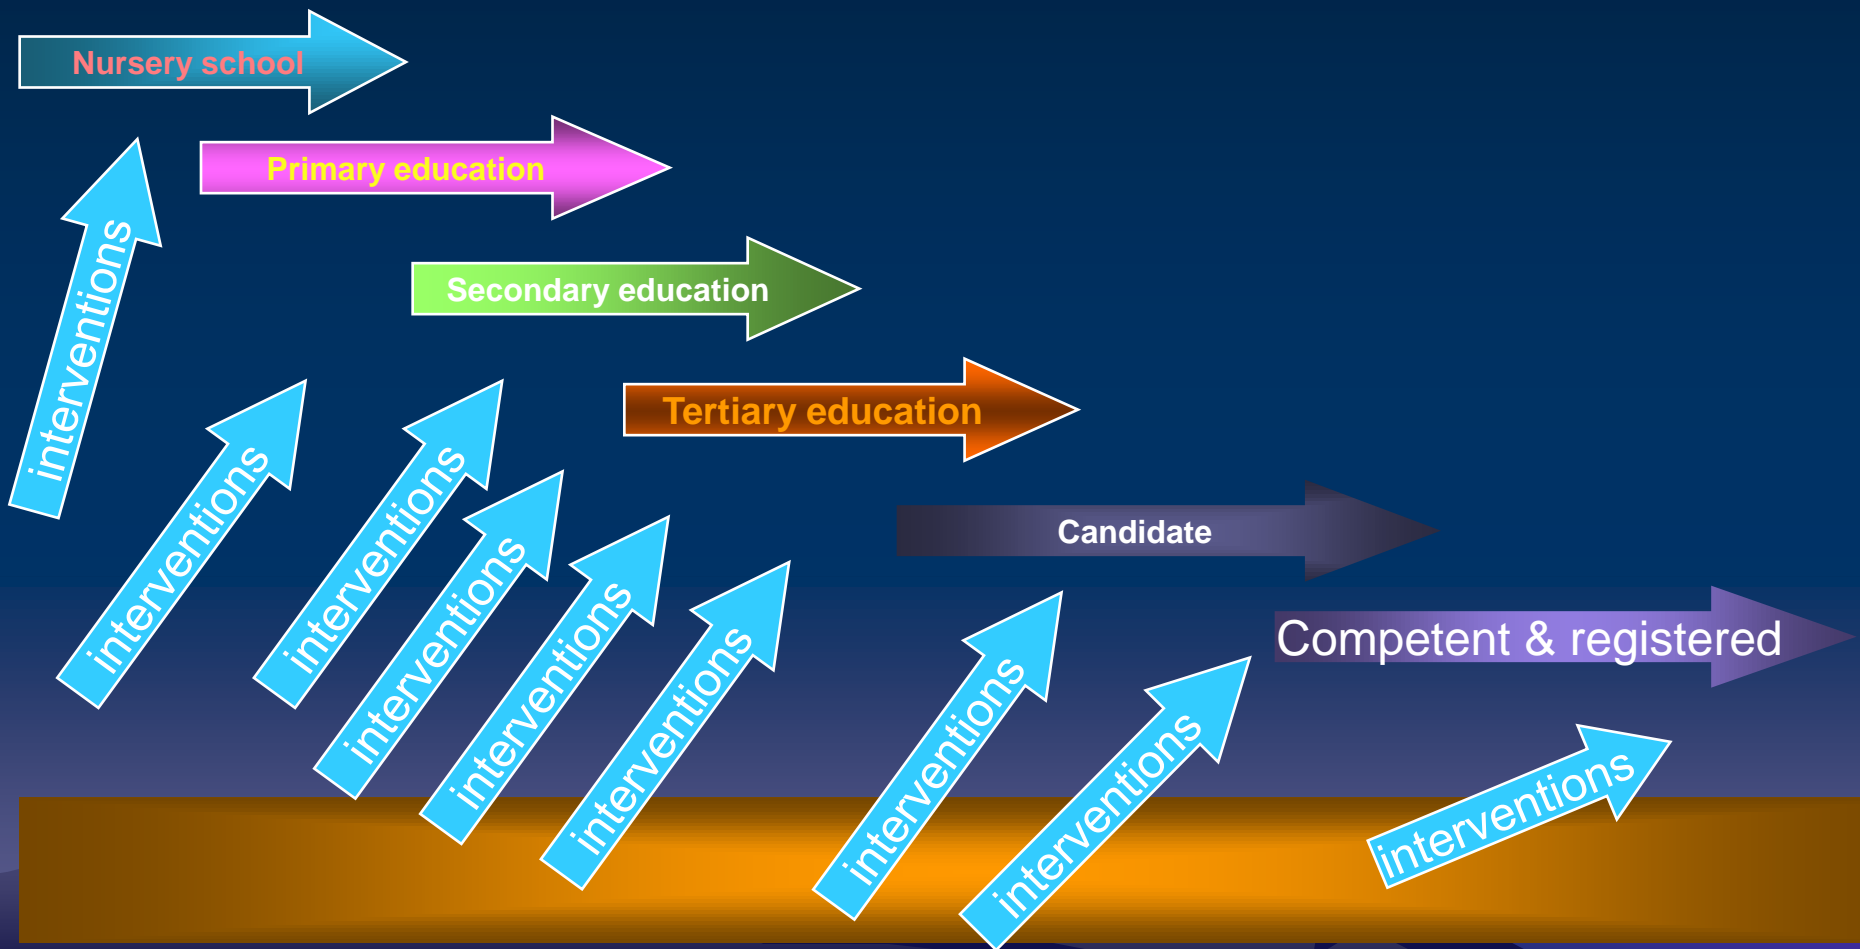 Nursery school
Primary education
interventions
Secondary education
Tertiary education
interventions
interventions
interventions
interventions
interventions
Candidate
interventions
Competent & registered
interventions
interventions